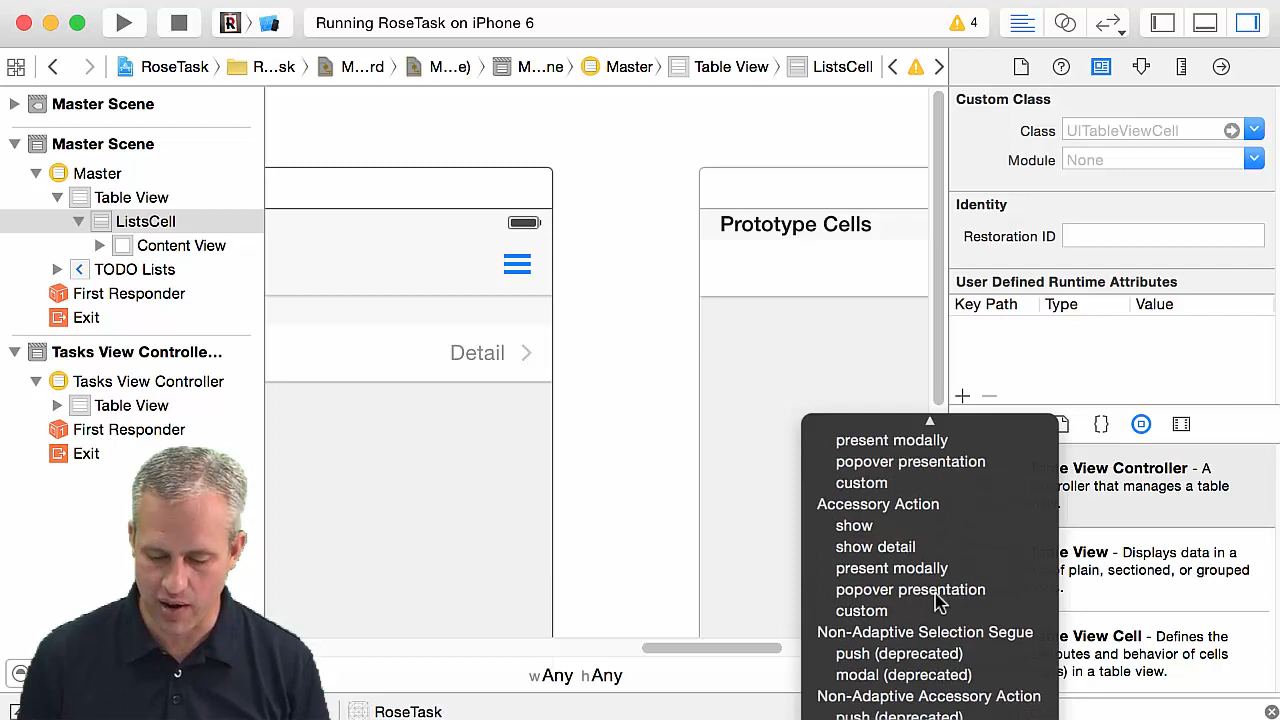 Running RoseTask on iPhone 6
4
RoseTask
R...sk
M...rd
M...e)
M...ne
Master
Table View
ListsCell
Master Scene
Master Scene
Master
Table View
ListsCell
Content View
TODO Lists
First Responder
Exit
Tasks View Controlle...
Tasks View Controller
Table View
First Responder
Exit
Detail
Prototype Cells
wAny hAny
RoseTask
Custom Class
Class UITableViewCell
Module None
Identity
Restoration ID
User Defined Runtime Attributes
Key Path Type Value
present modally
popover presentation
custom
Accessory Action
show
show detail
present modally
popover presentation
custom
Non-Adaptive Selection Segue
push (deprecated)
modal (deprecated)
Non-Adaptive Accessory Action
push (deprecated)
View Controller - A
controller that manages a table
View - Displays data in a
of plain, sectioned, or grouped
View Cell - Defines the
and behavior of cells
in a table view.